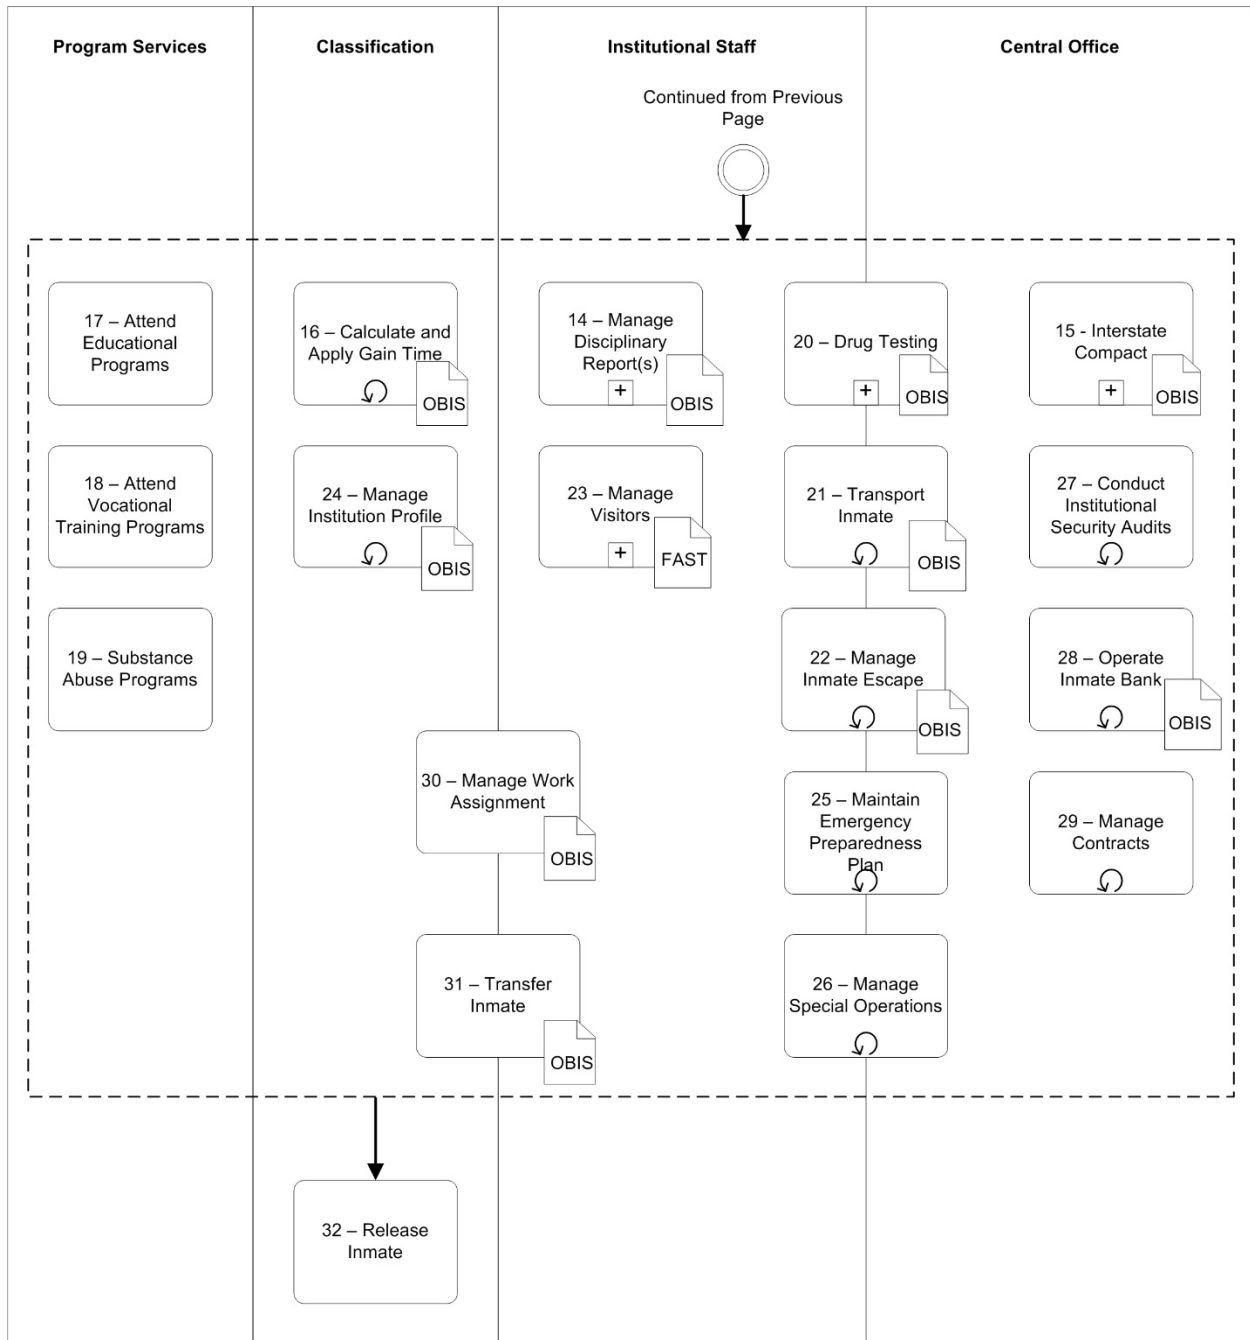 Program Services
Classification
Institutional Staff
Central Office
Continued from Previous
Page
17 – Attend
Educational
Programs
16 – Calculate and
Apply Gain Time
OBIS
14 – Manage
Disciplinary
Report(s)
+
OBIS
20 – Drug Testing
+
OBIS
15 - Interstate
Compact
+
OBIS
18 – Attend
Vocational
Training Programs
24 – Manage
Institution Profile
OBIS
23 – Manage
Visitors
+
FAST
21 – Transport
Inmate
OBIS
27 – Conduct
Institutional
Security Audits
19 – Substance
Abuse Programs
22 – Manage
Inmate Escape
OBIS
28 – Operate
Inmate Bank
OBIS
30 – Manage Work
Assignment
OBIS
25 – Maintain
Emergency
Preparedness
Plan
29 – Manage
Contracts
31 – Transfer
Inmate
OBIS
26 – Manage
Special Operations
32 – Release
Inmate